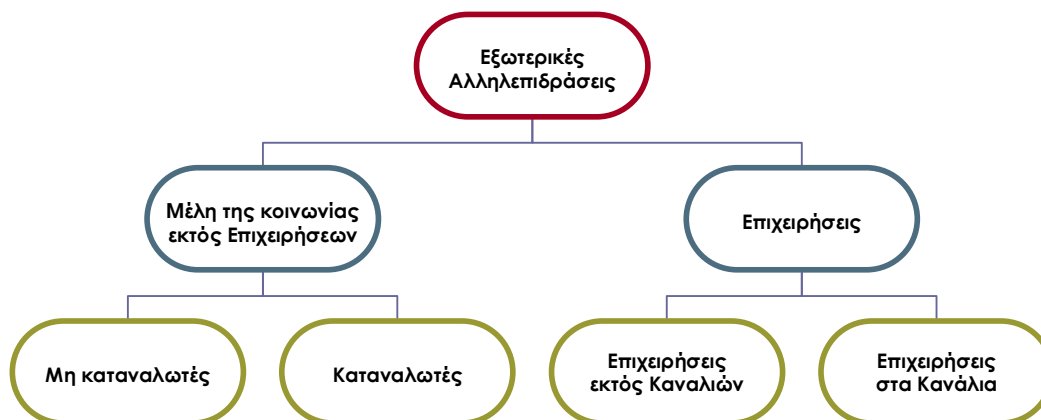 Εξωτερικές
Αλληλεπιδράσεις
Μέλη της κοινωνίας
εκτός Επιχειρήσεων
Επιχειρήσεις
Μη καταναλωτές
Καταναλωτές
Επιχειρήσεις
εκτός Καναλιών
Επιχειρήσεις
στα Κανάλια